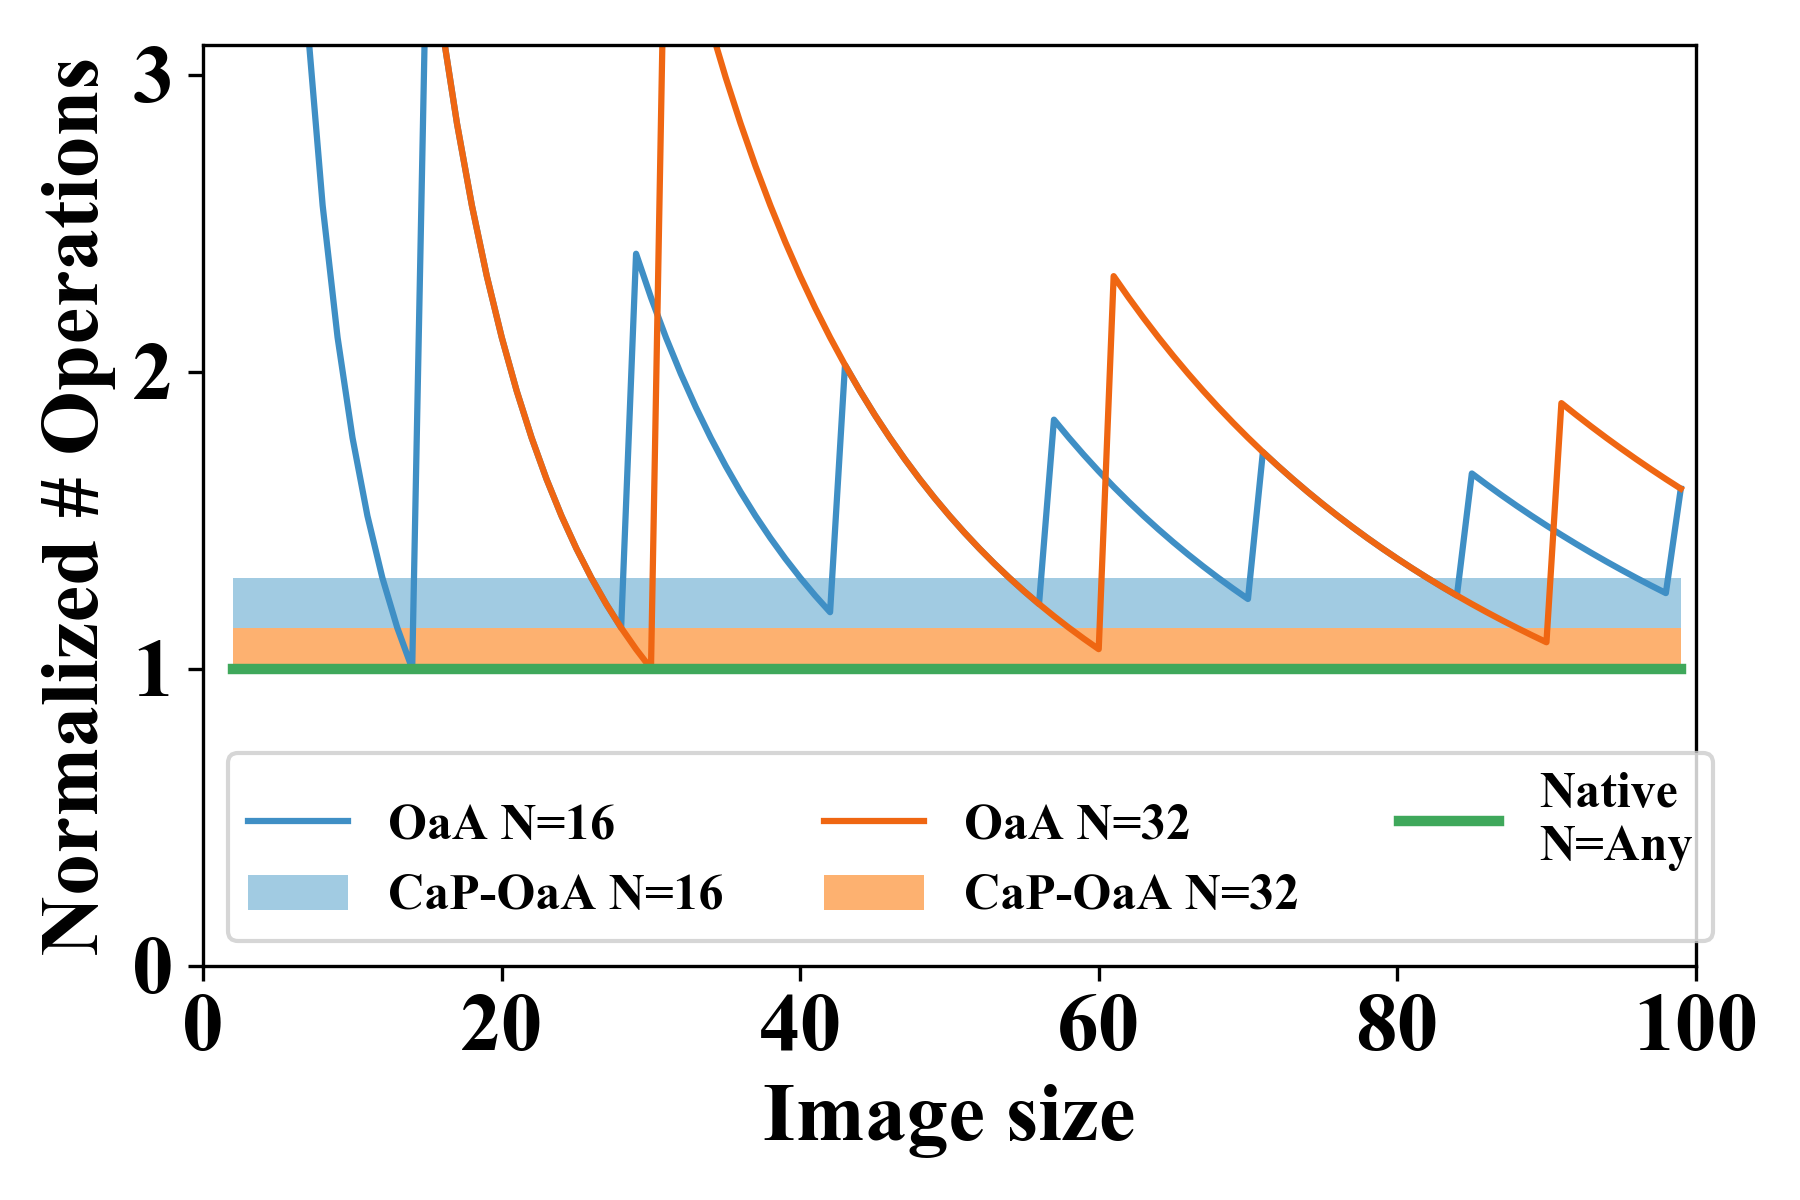 Normalized # Operations
3
2
1
0
OaA N=16
CaP-OaA N=16
OaA N=32
CaP-OaA N=32
Native
N=Any
0 20 40 60 80 100
Image size